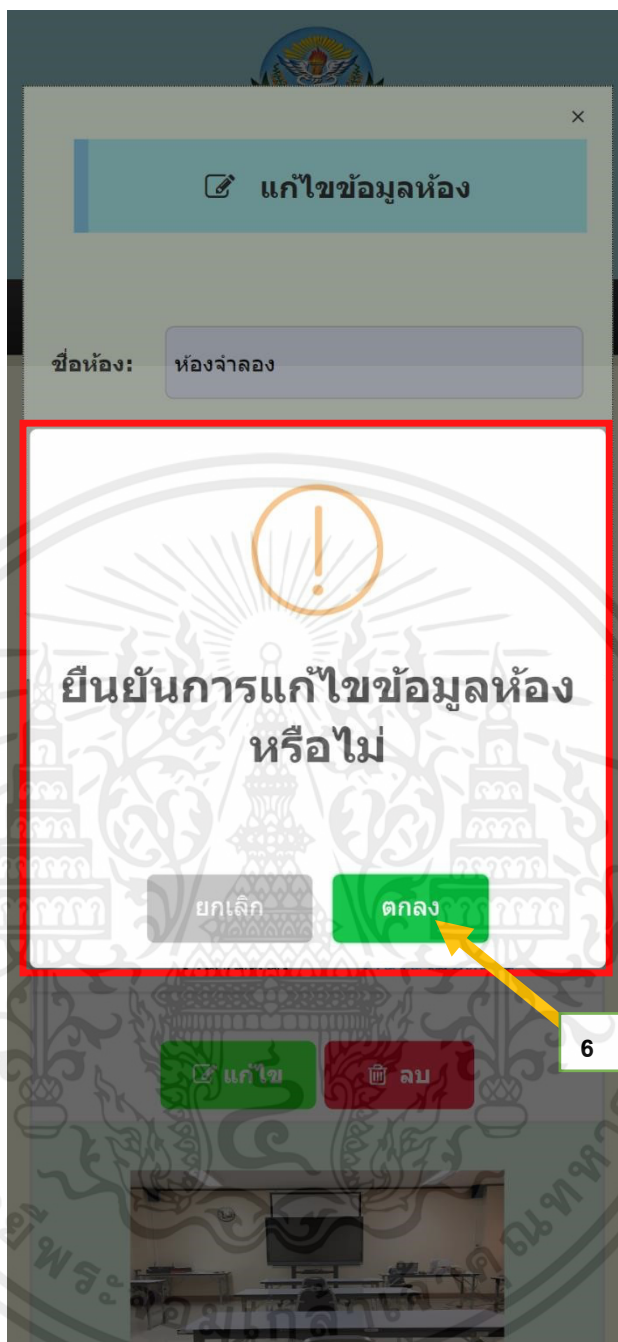 ×
แก้ไขข้อมูลห้อง
ชื่อห้อง:
ห้องจำลอง
ยืนยันการแก้ไขข้อมูลห้อง
หรือไม่
ยกเลิก
ตกลง
6
แก้ไข
ลบ